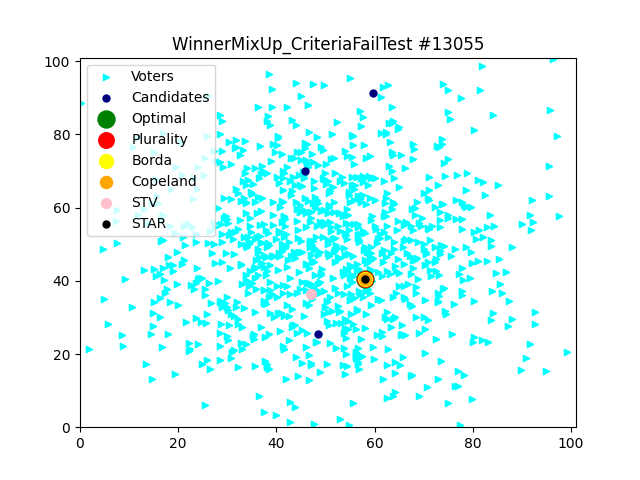 WinnerMixUp_CriteriaFailTest #13055
Voters
Candidates
Optimal
Plurality
Borda
Copeland
STV
STAR
100
80
60
40
20
0
0 20 40 60 80 100